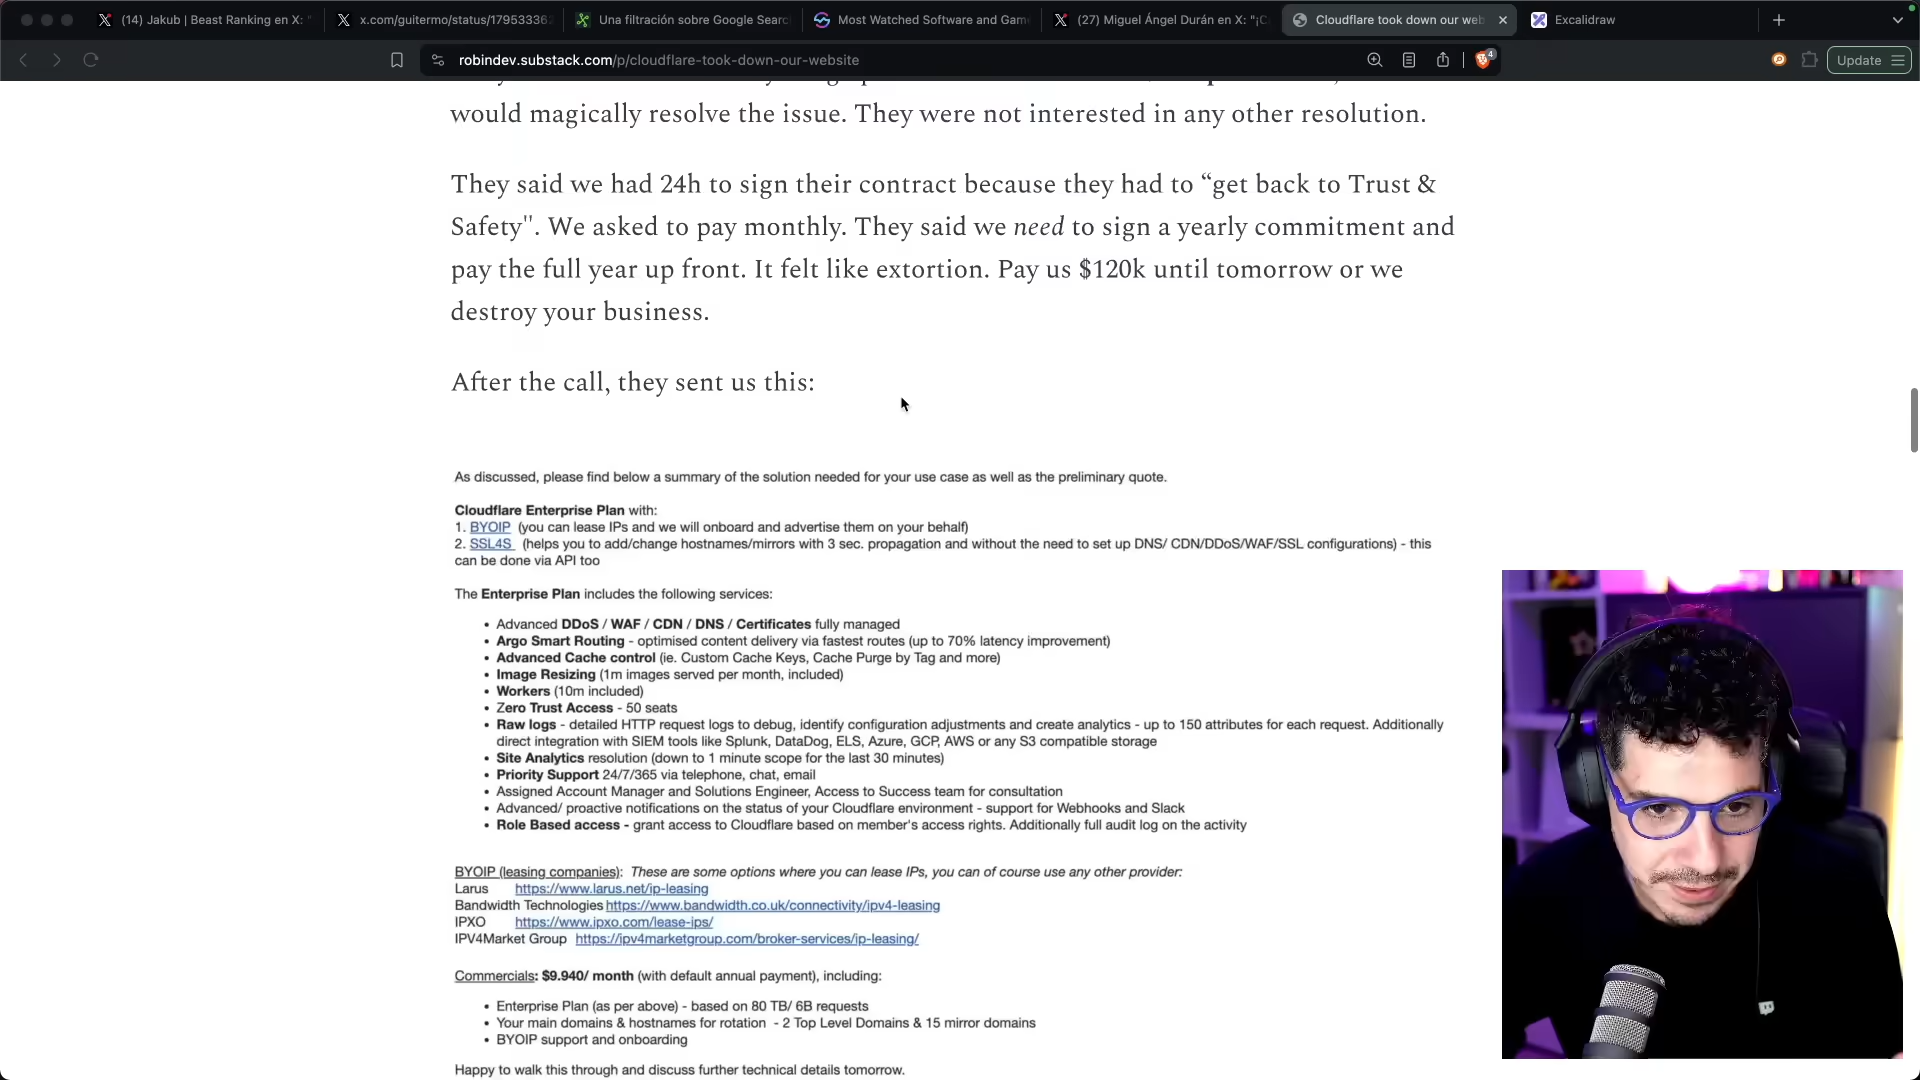 (14) Jakub | Beast Ranking en X: "
x.com/guitermo/status/179533336
Una filtración sobre Google Searc
Most Watched Software and Gam
(27) Miguel Ángel Durán en X: "¡C
Cloudflare took down our web
Excalidraw
robindev.substack.com/p/cloudflare-took-down-our-website
4
Update
would magically resolve the issue. They were not interested in any other resolution.
They said we had 24h to sign their contract because they had to “get back to Trust &
Safety". We asked to pay monthly. They said we need to sign a yearly commitment and
pay the full year up front. It felt like extortion. Pay us $120k until tomorrow or we
destroy your business.
After the call, they sent us this:
As discussed, please find below a summary of the solution needed for your use case as well as the preliminary quote.
Cloudflare Enterprise Plan with:
1. BYOIP (you can lease IPs and we will onboard and advertise them on your behalf)
2. SSL4S (helps you to add/change hostnames/mirrors with 3 sec. propagation and without the need to set up DNS/ CDN/DDoS/WAF/SSL configurations) - this
can be done via API too
The Enterprise Plan includes the following services:
• Advanced DDoS / WAF / CDN / DNS / Certificates fully managed
• Argo Smart Routing - optimised content delivery via fastest routes (up to 70% latency improvement)
• Advanced Cache control (ie. Custom Cache Keys, Cache Purge by Tag and more)
• Image Resizing (1m images served per month, included)
• Workers (10m included)
• Zero Trust Access - 50 seats
• Raw logs - detailed HTTP request logs to debug, identify configuration adjustments and create analytics - up to 150 attributes for each request. Additionally
direct integration with SIEM tools like Splunk, DataDog, ELS, Azure, GCP, AWS or any S3 compatible storage
• Site Analytics resolution (down to 1 minute scope for the last 30 minutes)
• Priority Support 24/7/365 via telephone, chat, email
• Assigned Account Manager and Solutions Engineer, Access to Success team for consultation
• Advanced/ proactive notifications on the status of your Cloudflare environment - support for Webhooks and Slack
• Role Based access - grant access to Cloudflare based on member's access rights. Additionally full audit log on the activity
BYOIP (leasing companies): These are some options where you can lease IPs, you can of course use any other provider:
Larus https://www.larus.net/ip-leasing
Bandwidth Technologies https://www.bandwidth.co.uk/connectivity/ipv4-leasing
IPXO https://www.ipxo.com/lease-ips/
IPV4Market Group https://ipv4marketgroup.com/broker-services/ip-leasing/
Commercials: $9.940/ month (with default annual payment), including:
• Enterprise Plan (as per above) - based on 80 TB/ 6B requests
• Your main domains & hostnames for rotation - 2 Top Level Domains & 15 mirror domains
• BYOIP support and onboarding
Happy to walk this through and discuss further technical details tomorrow.